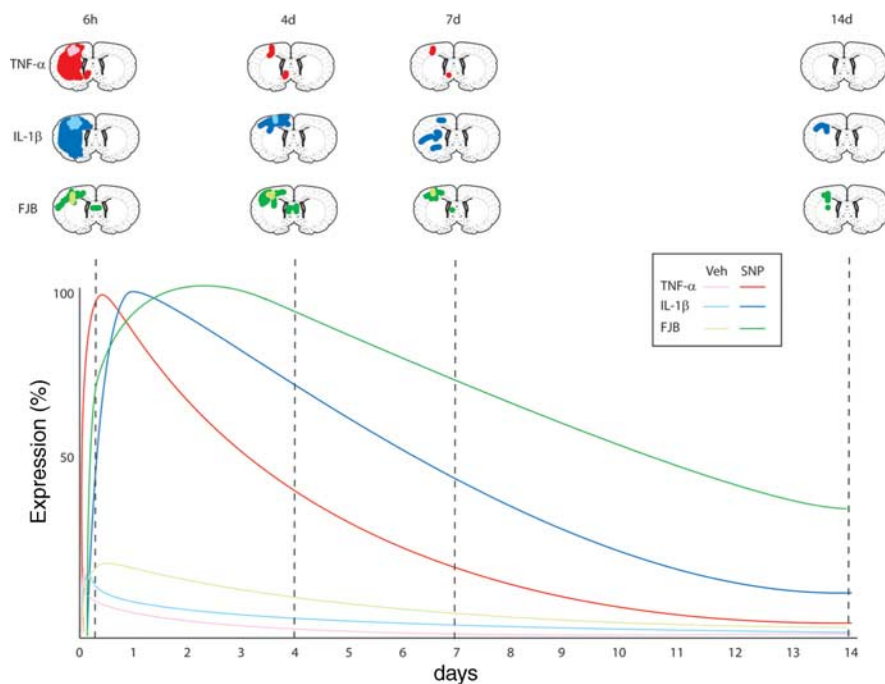 6h 4d 7d 14d
TNF-α
IL-1β
FJB
Veh SNP
TNF-α
IL-1β
FJB
100
50
Expression (%)
0 1 2 3 4 5 6 7 8 9 10 11 12 13 14
days